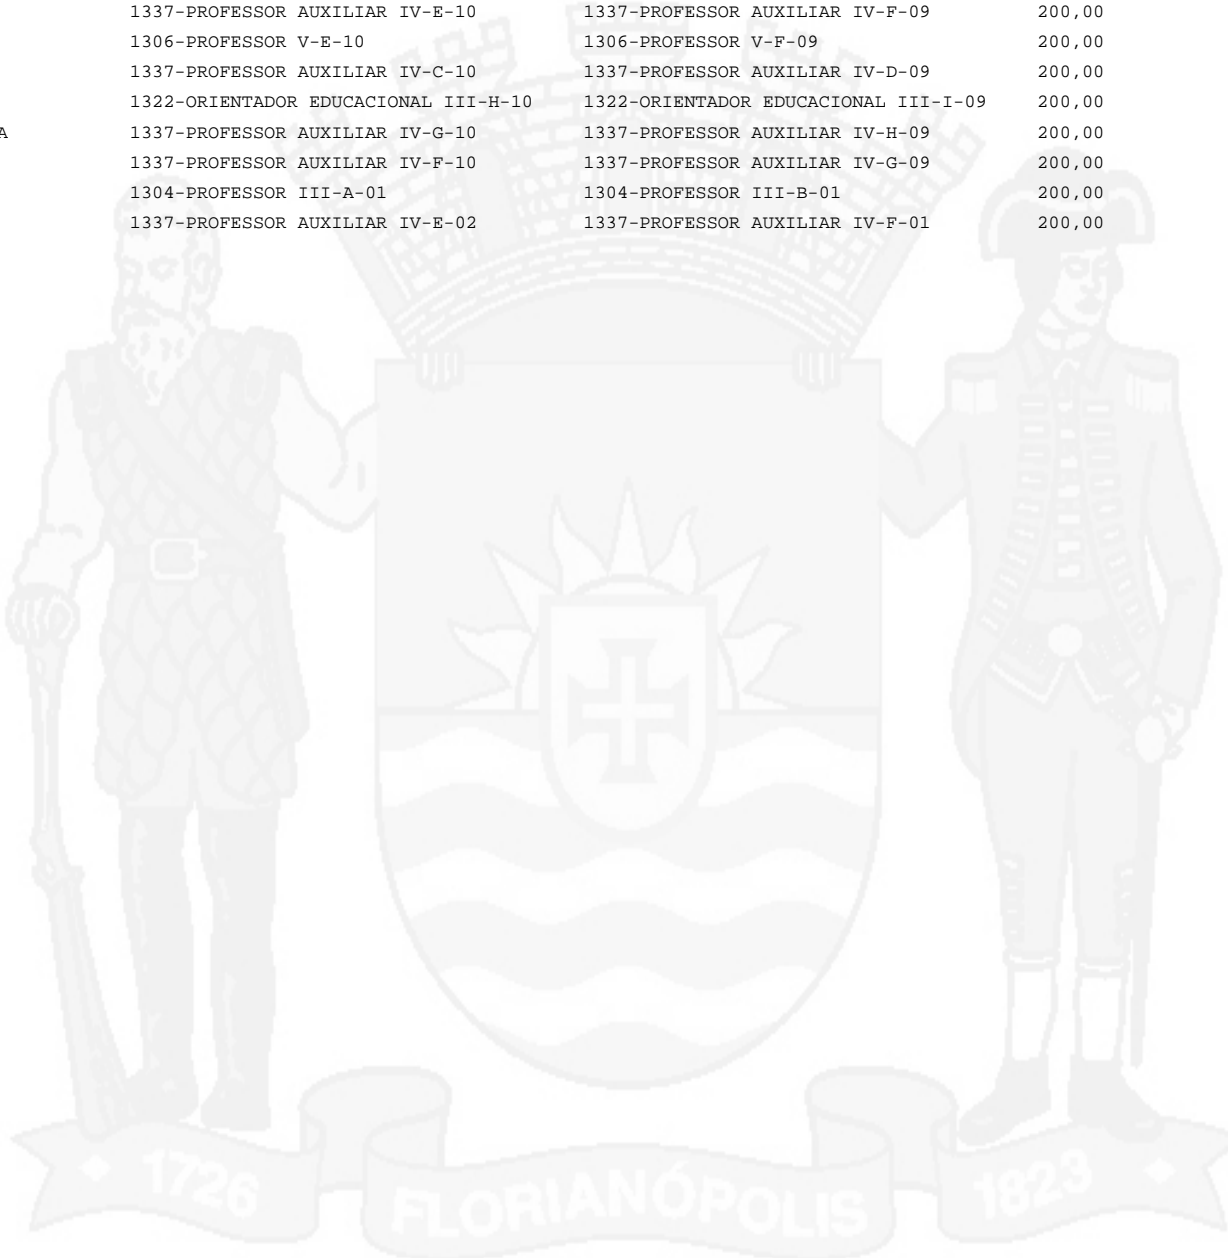 1337-PROFESSOR AUXILIAR IV-E-10 1337-PROFESSOR AUXILIAR IV-F-09 200,00
1306-PROFESSOR V-E-10 1306-PROFESSOR V-F-09 200,00
1337-PROFESSOR AUXILIAR IV-C-10 1337-PROFESSOR AUXILIAR IV-D-09 200,00
1322-ORIENTADOR EDUCACIONAL III-H-10 1322-ORIENTADOR EDUCACIONAL III-I-09 200,00
A 1337-PROFESSOR AUXILIAR IV-G-10 1337-PROFESSOR AUXILIAR IV-H-09 200,00
1337-PROFESSOR AUXILIAR IV-F-10 1337-PROFESSOR AUXILIAR IV-G-09 200,00
1304-PROFESSOR III-A-01 1304-PROFESSOR III-B-01 200,00
1337-PROFESSOR AUXILIAR IV-E-02 1337-PROFESSOR AUXILIAR IV-F-01 200,00
1726 FLORIANÓPOLIS 1823